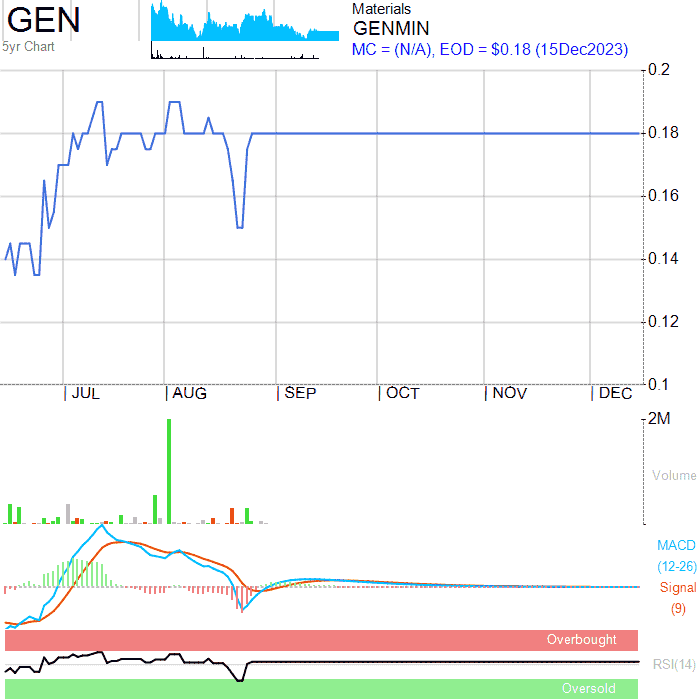 GEN
5yr Chart
Materials
GENMIN
MC = (N/A), EOD = $0.18 (15Dec2023)
0.2
0.18
0.16
0.14
0.12
0.1
JUL AUG SEP OCT NOV DEC
2M
Volume
MACD
(12-26)
Signal
(9)
Overbought
RSI(14)
Oversold